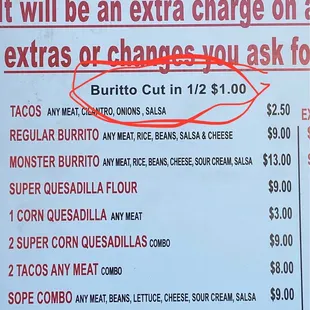 It will be an extra charge on a
extras or changes you ask fo
Buritto Cut in 1/2 $1.00
TACOS ANY MEAT, CILANTRO, ONIONS , SALSA $2.50
REGULAR BURRITO ANY MEAT, RICE, BEANS, SALSA & CHEESE $9.00
MONSTER BURRITO ANY MEAT, RICE, BEANS, CHEESE, SOUR CREAM, SALSA $13.00
SUPER QUESADILLA FLOUR $9.00
1 CORN QUESADILLA ANY MEAT $3.00
2 SUPER CORN QUESADILLAS COMBO $9.00
2 TACOS ANY MEAT COMBO $8.00
SOPE COMBO ANY MEAT, BEANS, LETTUCE, CHEESE, SOUR CREAM, SALSA $9.00